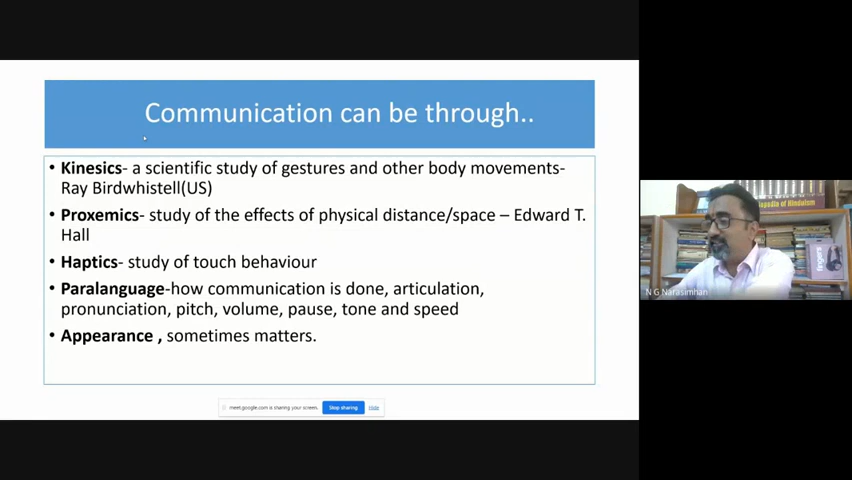 Communication can be through..
• Kinesics- a scientific study of gestures and other body movements-
Ray Birdwhistell(US)
• Proxemics- study of the effects of physical distance/space – Edward T.
Hall
• Haptics- study of touch behaviour
• Paralanguage-how communication is done, articulation,
pronunciation, pitch, volume, pause, tone and speed
• Appearance , sometimes matters.
meet.google.com is sharing your screen.
Stop sharing
Hide
of Hinduism
fingers
N G Narasimhan